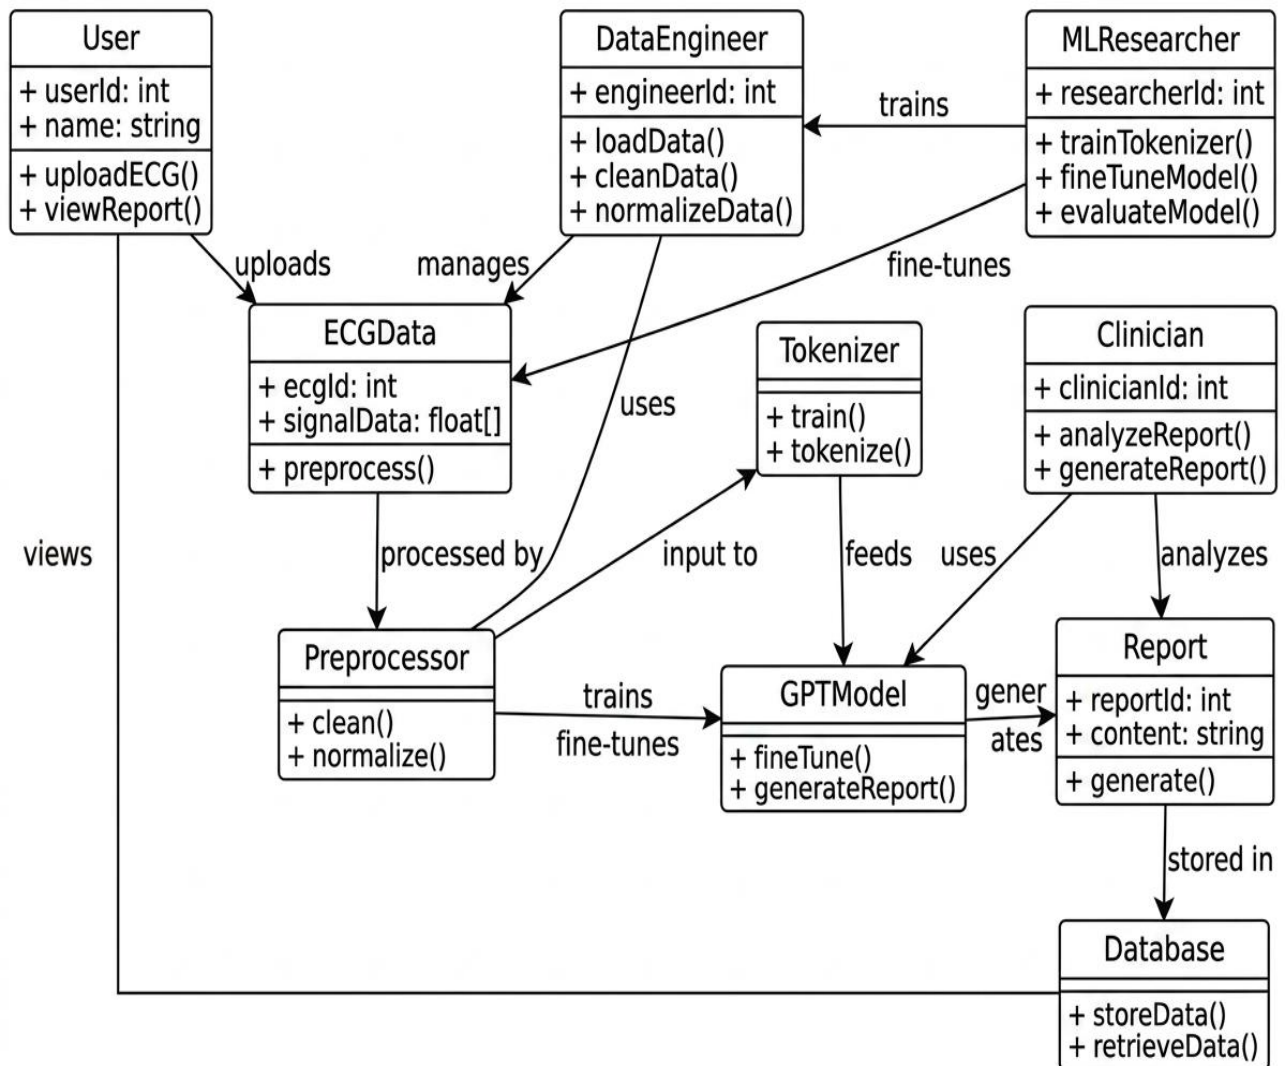 User
+ userId: int
+ name: string
+ uploadECG()
+ viewReport()
DataEngineer
+ engineerId: int
+ loadData()
+ cleanData()
+ normalizeData()
MLResearcher
+ researcherId: int
+ trainTokenizer()
+ fineTuneModel()
+ evaluateModel()
trains
uploads
manages
fine-tunes
ECGData
+ ecgId: int
+ signalData: float[]
+ preprocess()
uses
Tokenizer
+ train()
+ tokenize()
Clinician
+ clinicianId: int
+ analyzeReport()
+ generateReport()
views
processed by
input to
feeds
uses
analyzes
Preprocessor
+ clean()
+ normalize()
trains
fine-tunes
GPTModel
+ fineTune()
+ generateReport()
gener
ates
Report
+ reportId: int
+ content: string
+ generate()
stored in
Database
+ storeData()
+ retrieveData()